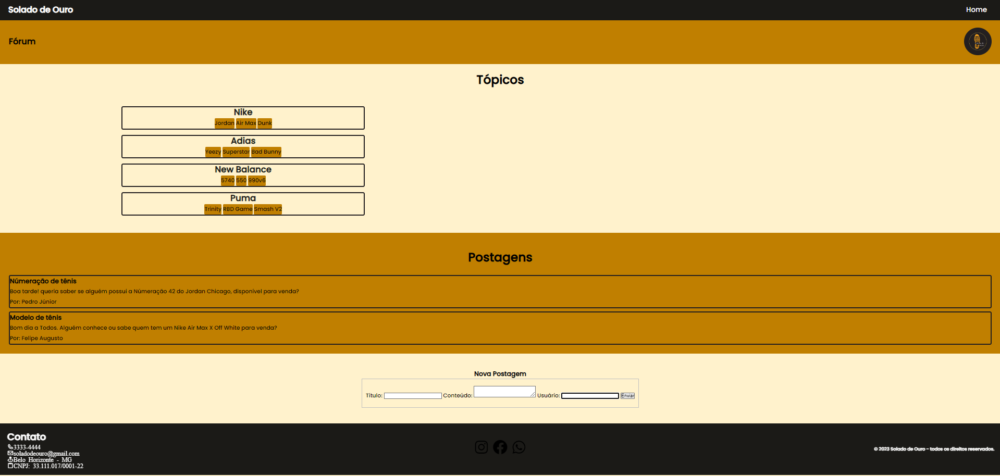 Solado de Ouro
Home
Fórum
Tópicos
Nike
Jordan Air Max Dunk
Adias
Yeezy Superstar Bad Bunny
New Balance
5740 550 990v6
Puma
Trinity RBD Game Smash V2
Postagens
Númeração de tênis
Boa tarde! queria saber se alguém possui a Númeração 42 do Jordan Chicago, disponível para venda?
Por: Pedro Júnior
Modelo de tênis
Bom dia a Todos. Alguém conhece ou sabe quem tem um Nike Air Max X Off White para venda?
Por: Felipe Augusto
Nova Postagem
Título: Conteúdo: Usuário: Enviar
Contato
3333-4444
soladodeouro@gmail.com
Belo Horizonte - MG
CNPJ: 33.111.017/0001-22
© 2023 Solado de Ouro - todos os direitos reservados.